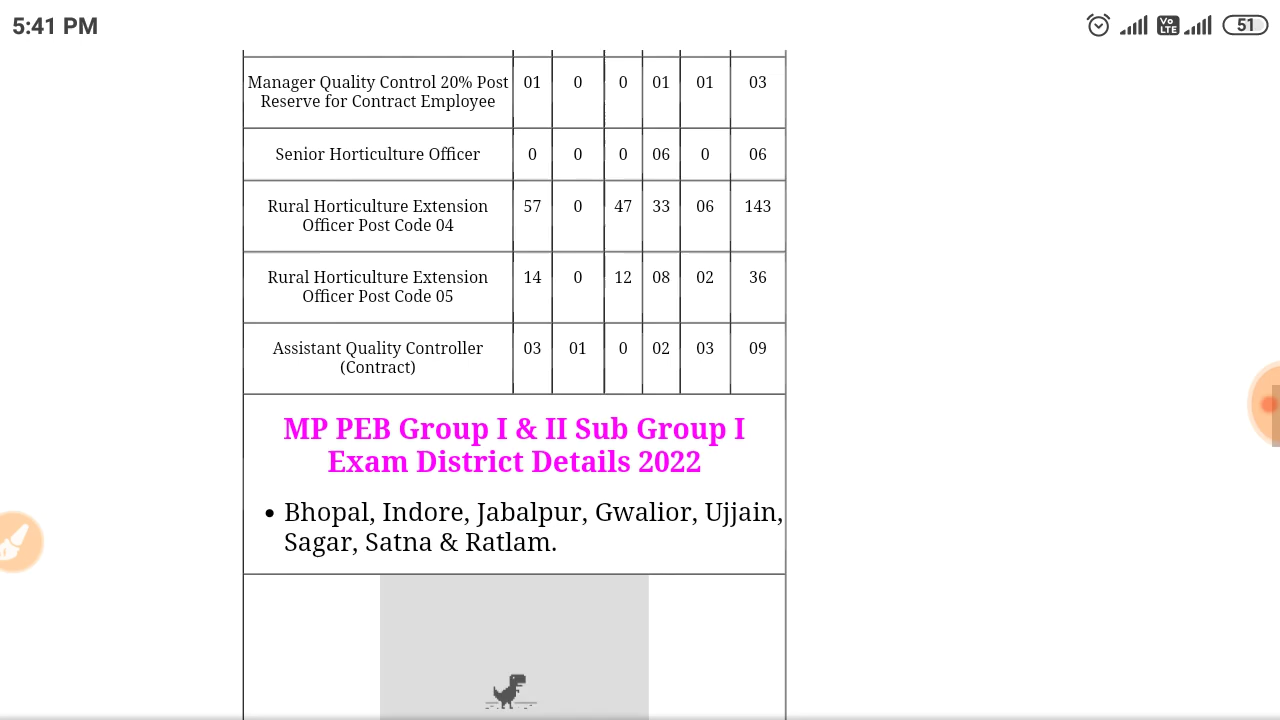 5:41 PM
Vo LTE
51
Manager Quality Control 20% Post 01 0 0 01 01 03
Reserve for Contract Employee
Senior Horticulture Officer 0 0 0 06 0 06
Rural Horticulture Extension 57 0 47 33 06 143
Officer Post Code 04
Rural Horticulture Extension 14 0 12 08 02 36
Officer Post Code 05
Assistant Quality Controller 03 01 0 02 03 09
(Contract)
MP PEB Group I & II Sub Group I
Exam District Details 2022
• Bhopal, Indore, Jabalpur, Gwalior, Ujjain,
Sagar, Satna & Ratlam.